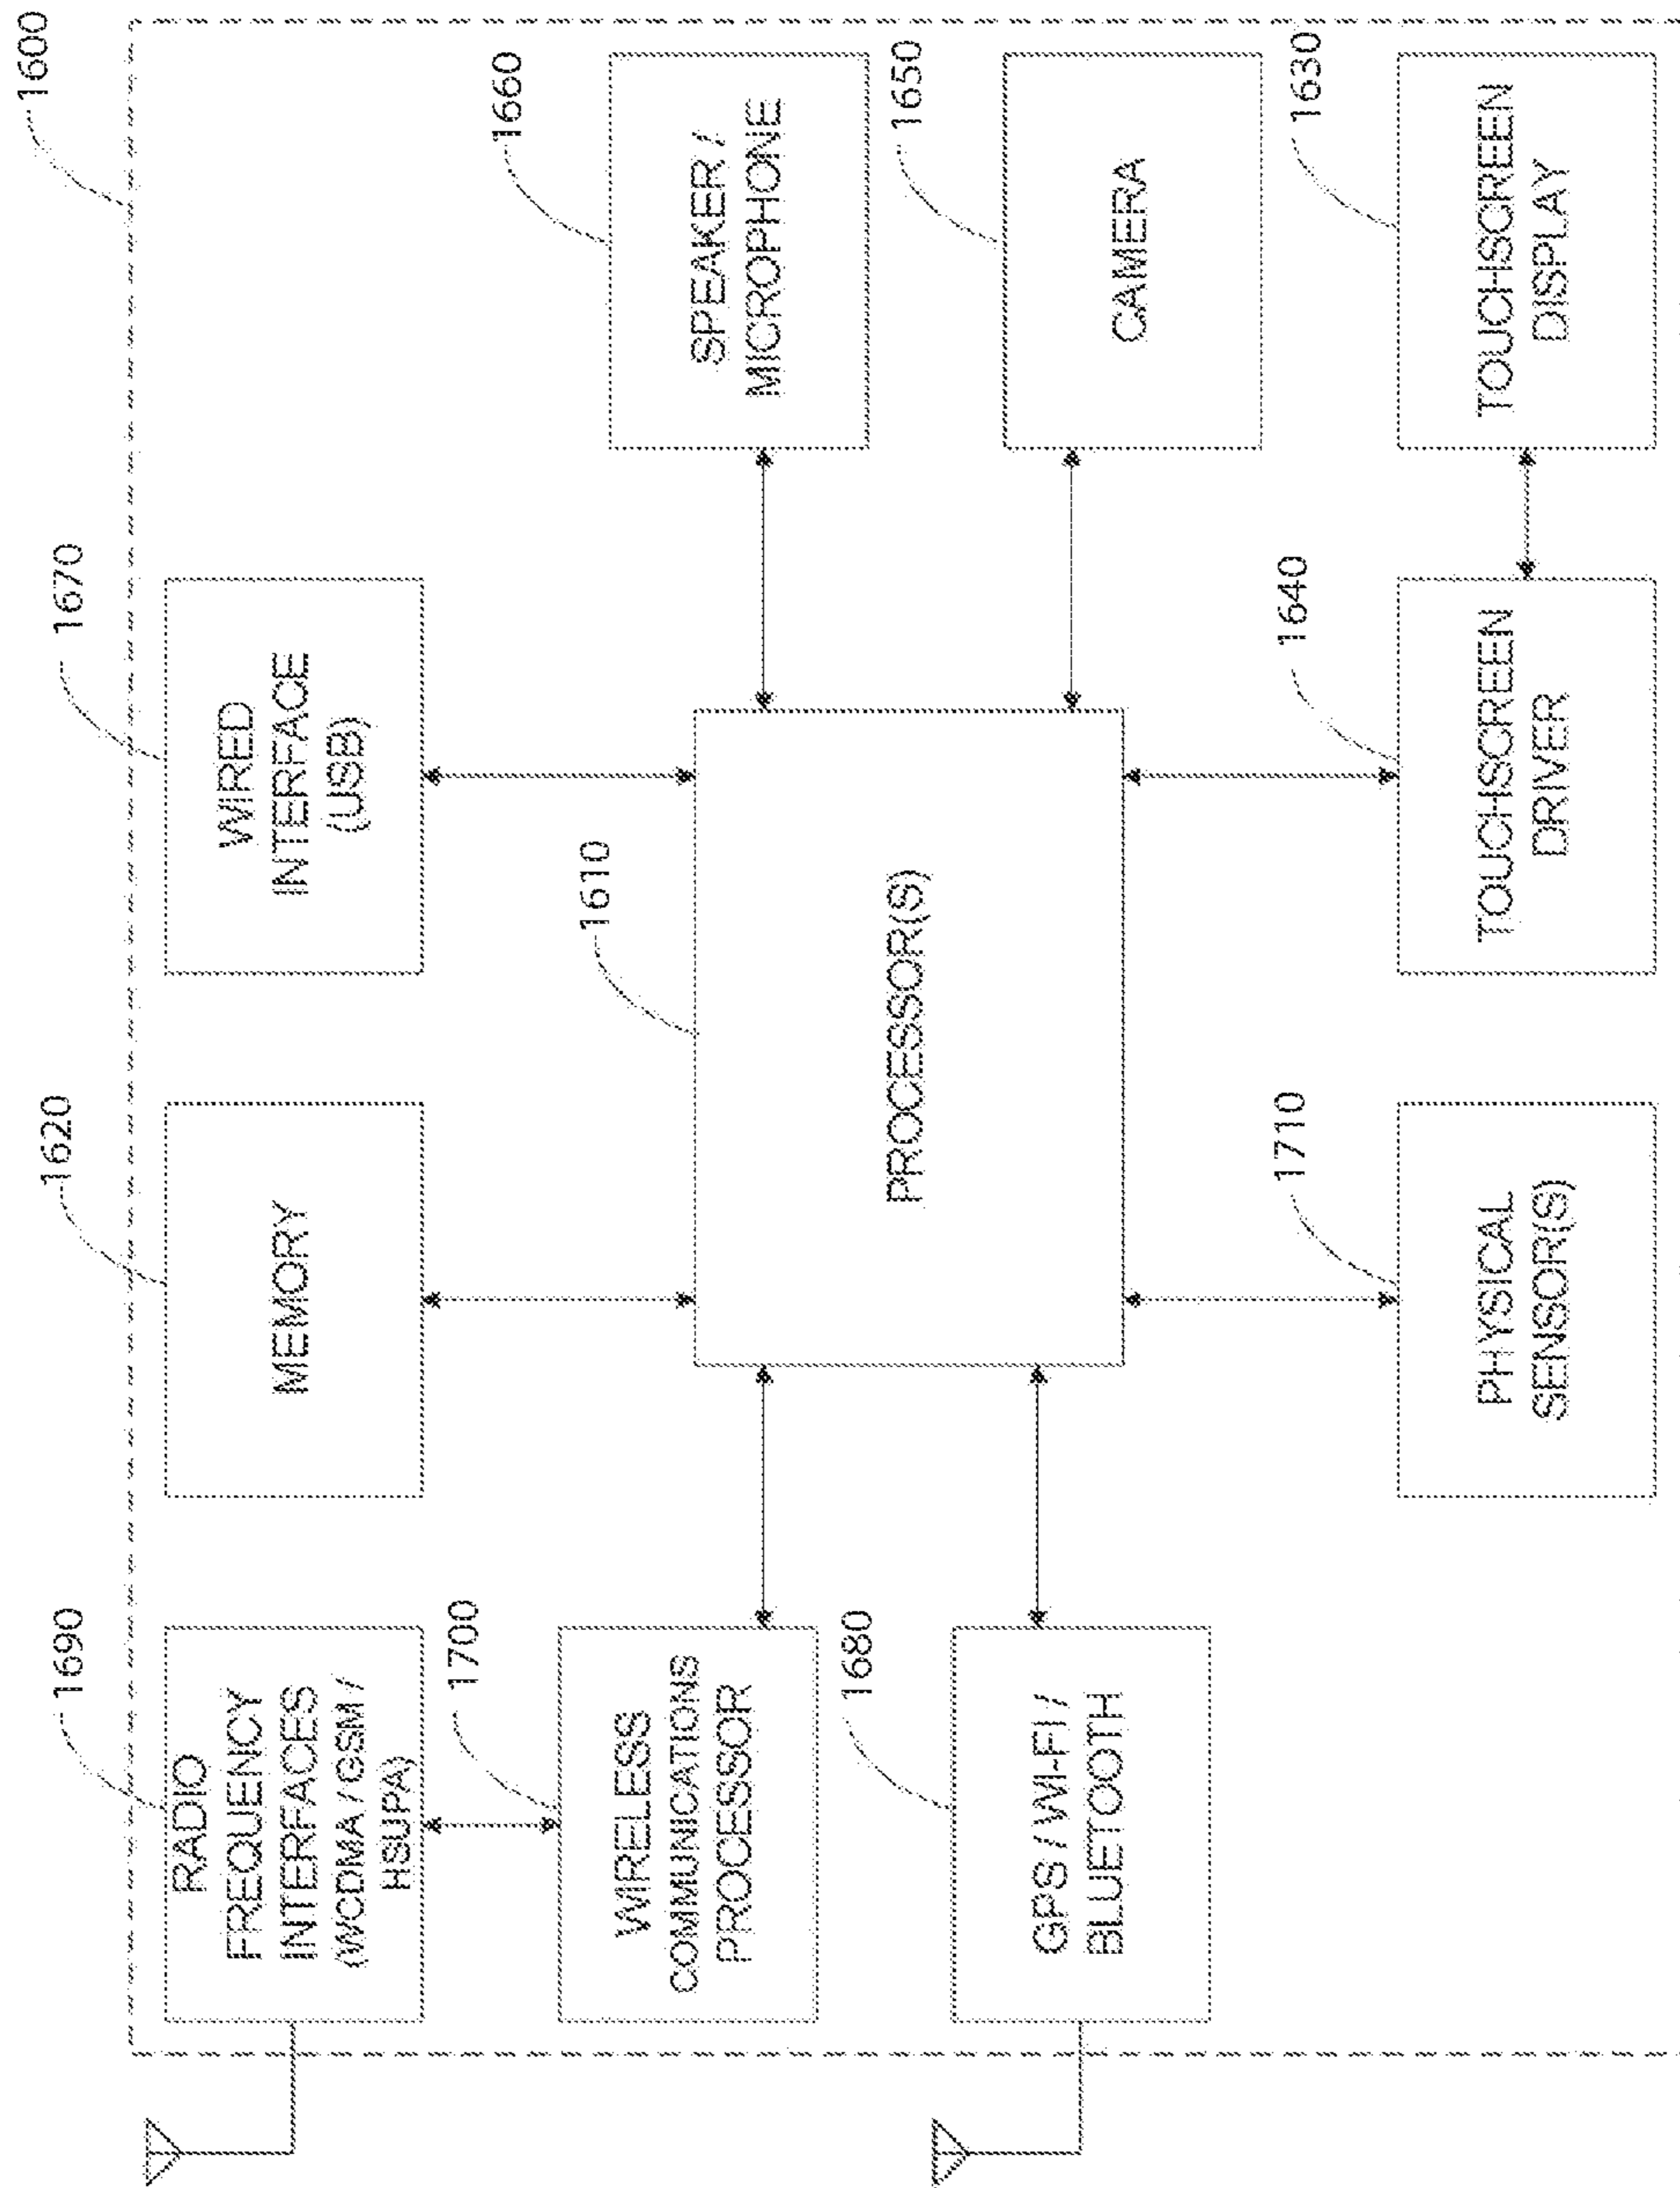 1600
1690
RADIO
FREQUENCY
INTERFACES
(WCDMA / GSM /
HSUPA)
1620
MEMORY
1670
WIRED
INTERFACE
(USB)
1700
WIRELESS
COMMUNICATIONS
PROCESSOR
1610
PROCESSOR(S)
1660
SPEAKER /
MICROPHONE
1680
GPS / WI-FI /
BLUETOOTH
1650
CAMERA
1710
PHYSICAL
SENSOR(S)
1640
TOUCHSCREEN
DRIVER
1630
TOUCHSCREEN
DISPLAY